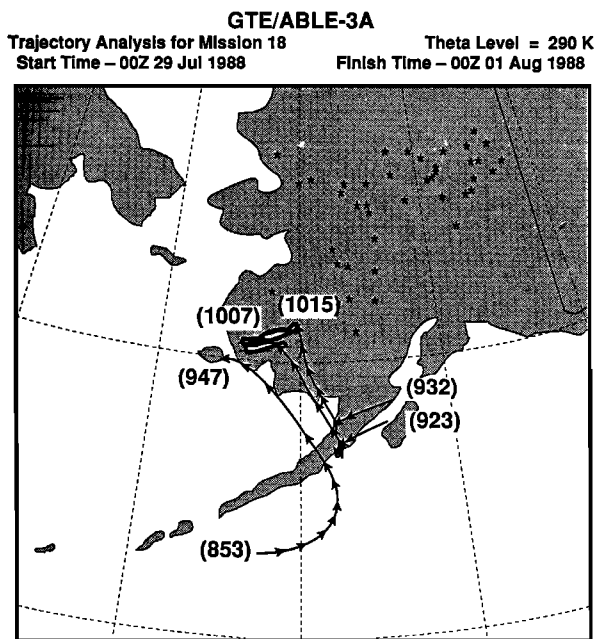 GTE/ABLE-3A
Trajectory Analysis for Mission 18
Theta Level = 290 K
Start Time – 00Z 29 Jul 1988
Finish Time – 00Z 01 Aug 1988
(1007)
(1015)
(947)
(932)
(923)
(853)